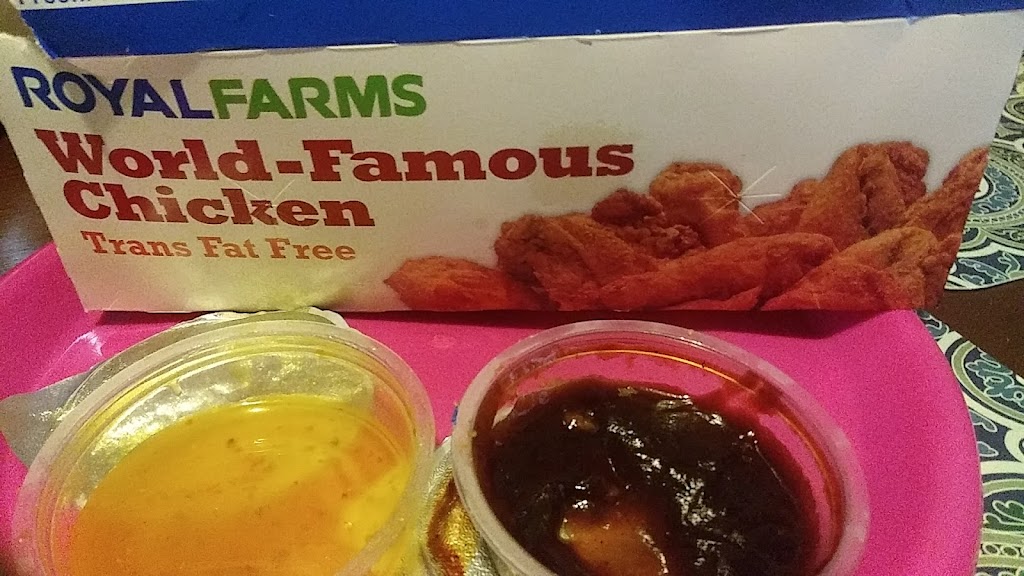 ROYALFARMS
World-Famous
Chicken
Trans Fat Free